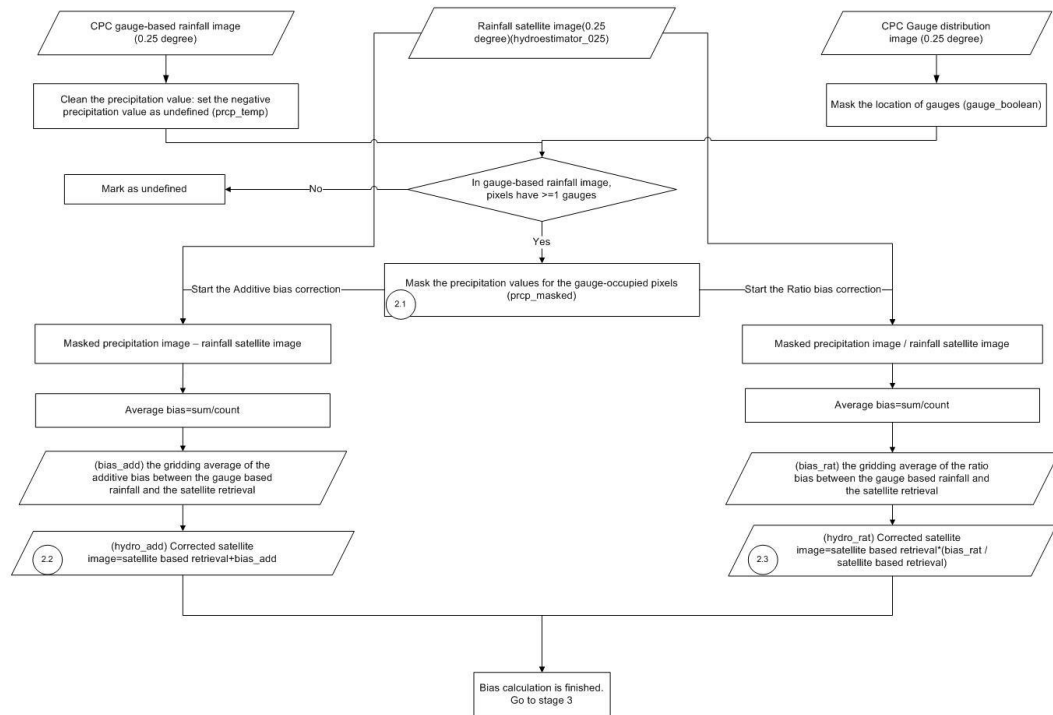 CPC gauge-based rainfall image
(0.25 degree)
Rainfall satellite image(0.25
degree)(hydroestimator_025)
CPC Gauge distribution
image (0.25 degree)
Clean the precipitation value: set the negative
precipitation value as undefined (prcp_temp)
Mask the location of gauges (gauge_boolean)
Mark as undefined
No
In gauge-based rainfall image,
pixels have >=1 gauges
Yes
Start the Additive bias correction
Mask the precipitation values for the gauge-occupied pixels
(prcp_masked)
2.1
Start the Ratio bias correction
Masked precipitation image – rainfall satellite image
Masked precipitation image / rainfall satellite image
Average bias=sum/count
Average bias=sum/count
(bias_add) the gridding average of the
additive bias between the gauge based
rainfall and the satellite retrieval
(bias_rat) the gridding average of the ratio
bias between the gauge based rainfall and
the satellite retrieval
2.2
(hydro_add) Corrected satellite
image=satellite based retrieval+bias_add
2.3
(hydro_rat) Corrected satellite
image=satellite based retrieval*(bias_rat /
satellite based retrieval)
Bias calculation is finished.
Go to stage 3